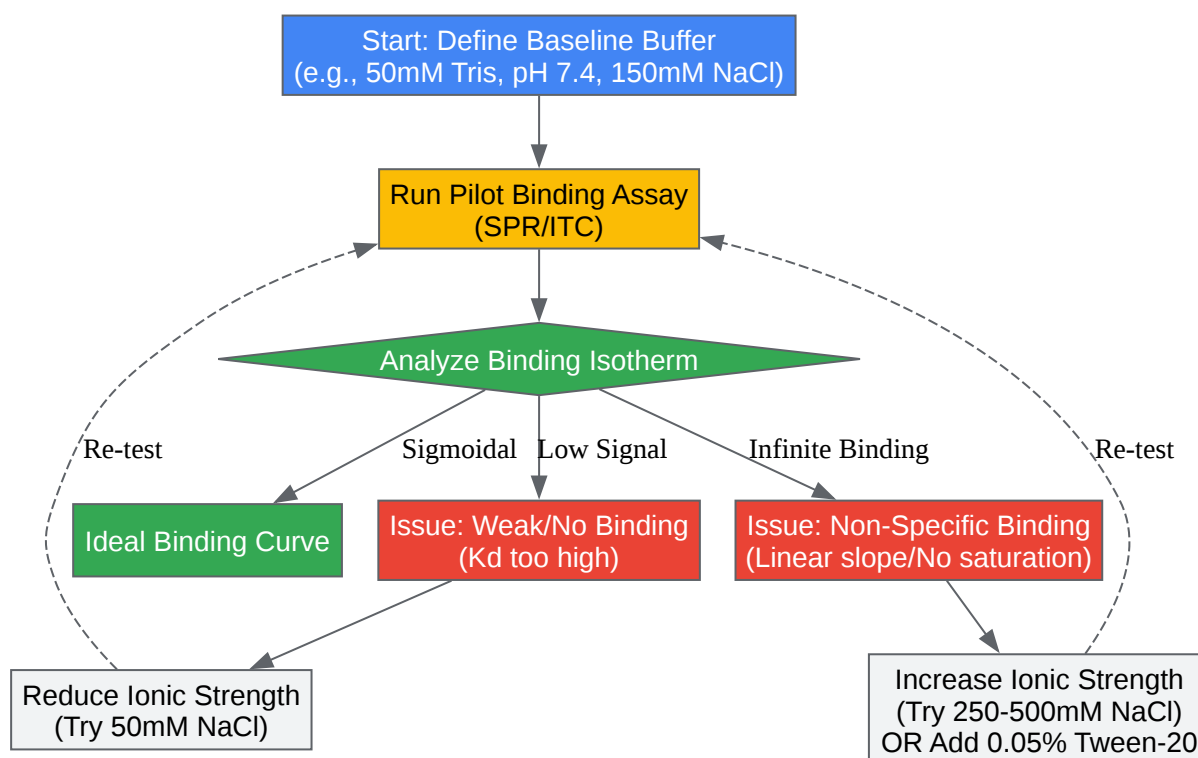 Start: Define Baseline Buffer
(e.g., 50mM Tris, pH 7.4, 150mM NaCl)
Run Pilot Binding Assay
(SPR/ITC)
Analyze Binding Isotherm
Re-test
Sigmoidal
Low Signal
Infinite Binding
Re-test
Ideal Binding Curve
Issue: Weak/No Binding
(Kd too high)
Issue: Non-Specific Binding
(Linear slope/No saturation)
Reduce Ionic Strength
(Try 50mM NaCl)
Increase Ionic Strength
(Try 250-500mM NaCl)
OR Add 0.05% Tween-20